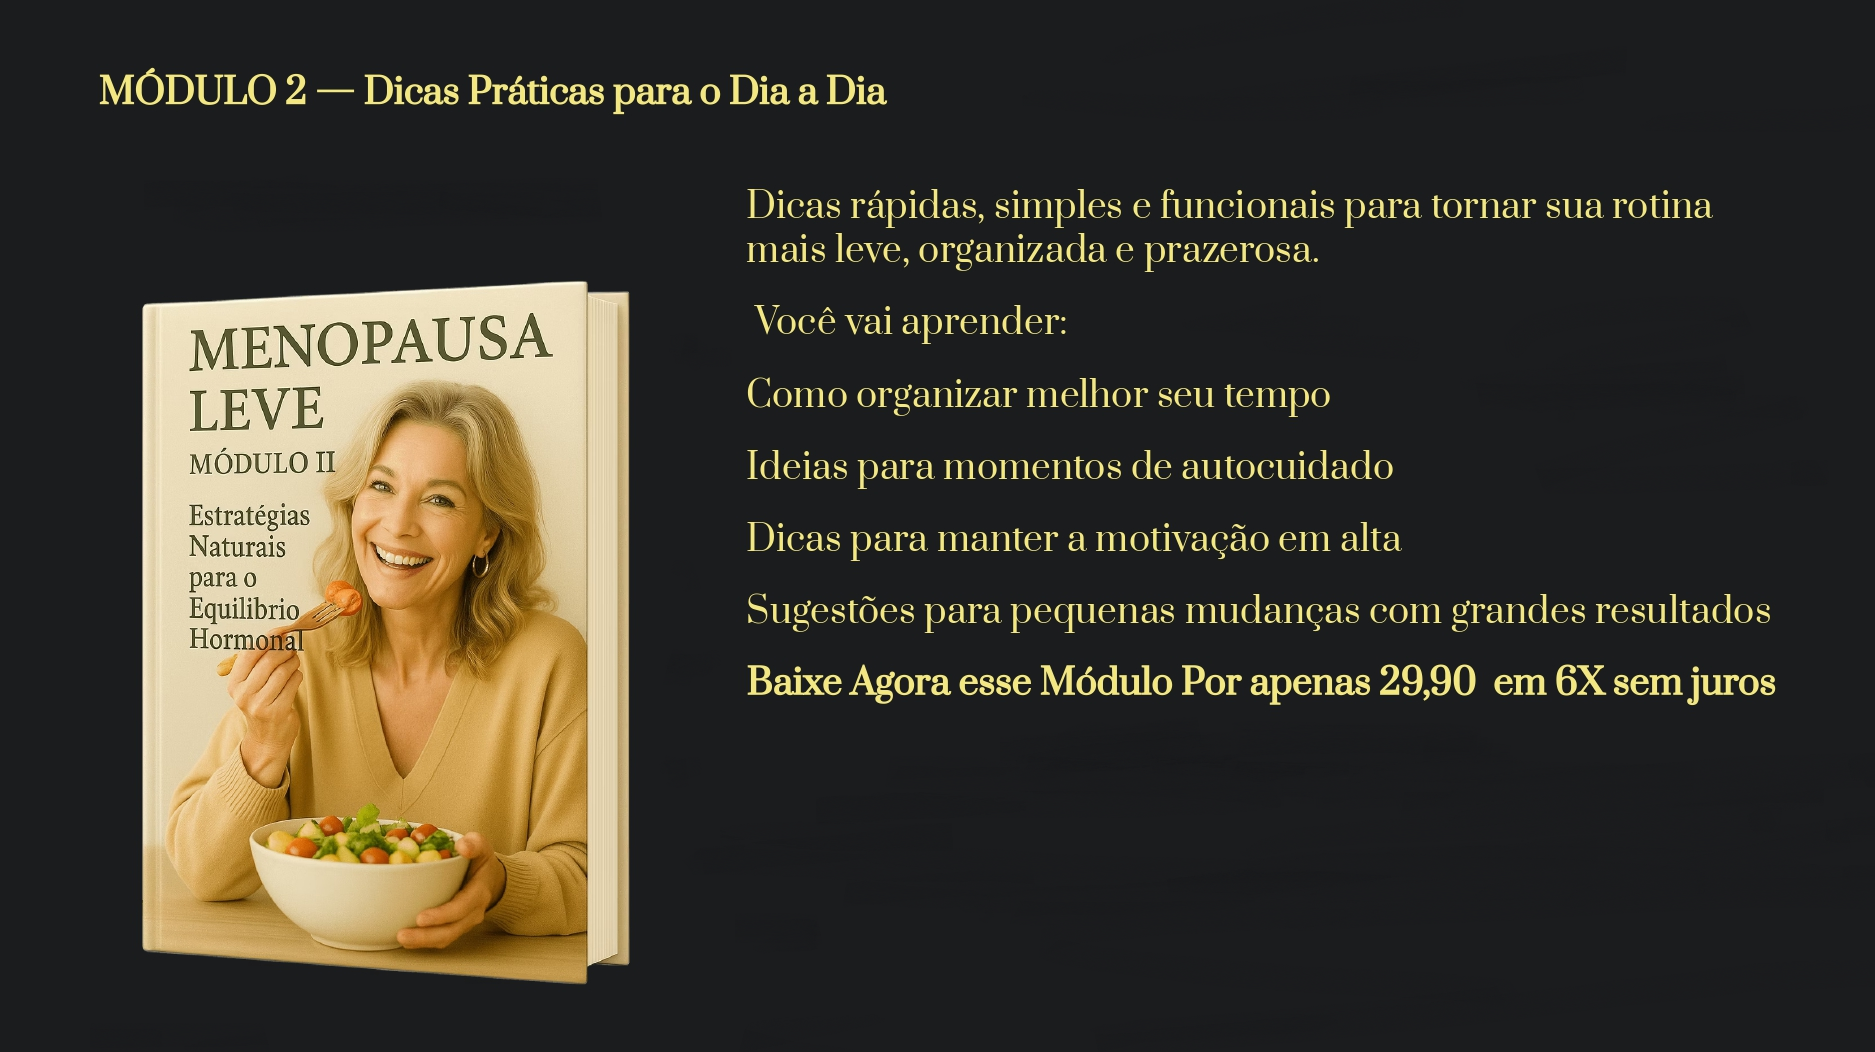 MÓDULO 2 — Dicas Práticas para o Dia a Dia
MENOPAUSA
LEVE
MÓDULO II
Estratégias
Naturais
para o
Equilibrio
Hormonal
Dicas rápidas, simples e funcionais para tornar sua rotina
mais leve, organizada e prazerosa.
Você vai aprender:
Como organizar melhor seu tempo
Ideias para momentos de autocuidado
Dicas para manter a motivação em alta
Sugestões para pequenas mudanças com grandes resultados
Baixe Agora esse Módulo Por apenas 29,90 em 6X sem juros